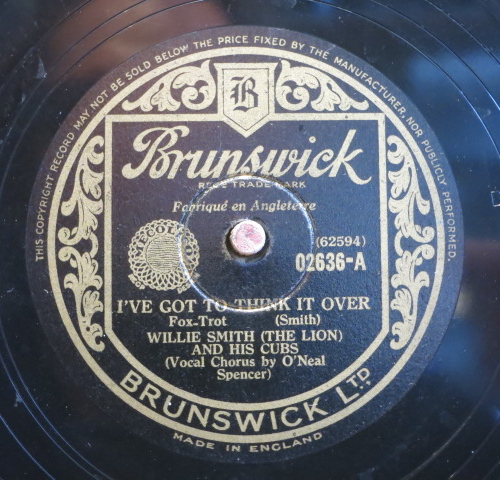 THIS COPYRIGHT RECORD MAY NOT BE SOLD BELOW THE PRICE FIXED BY THE MANUFACTURER, NOR PUBLICLY PERFORMED.
B
Brunswick
REGD TRADE MARK
Fabriqué en Angleterre
(62594)
02636-A
I'VE GOT TO THINK IT OVER
Fox-Trot (Smith)
WILLIE SMITH (THE LION)
AND HIS CUBS
(Vocal Chorus by O'Neal
Spencer)
BRUNSWICK LTD
MADE IN ENGLAND